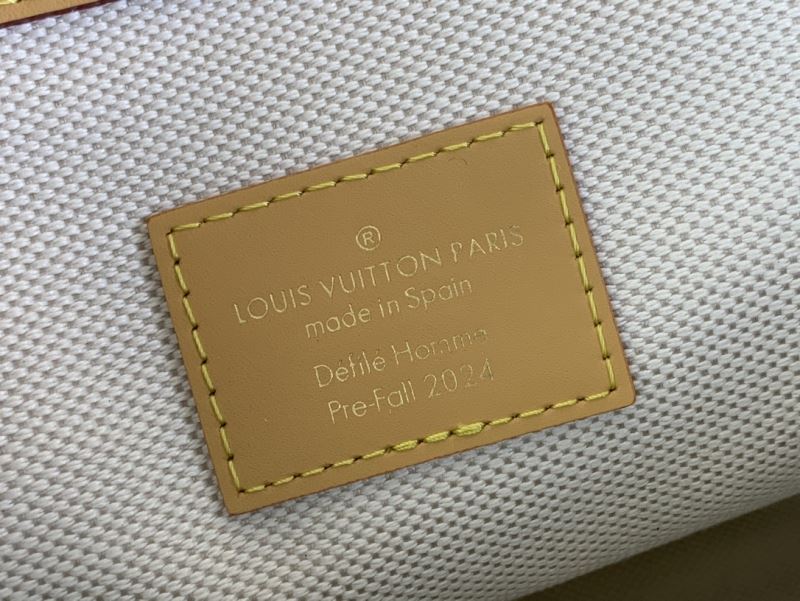 ®
LOUIS VUITTON PARIS
made in Spain
Défilé Homme
Pre-Fall 2024